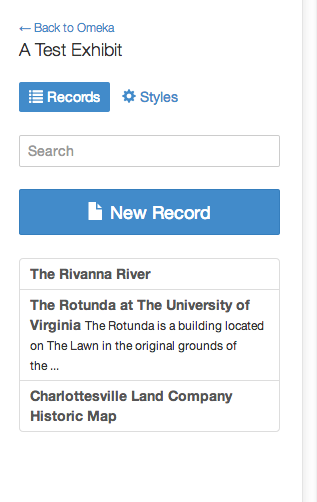 ← Back to Omeka
A Test Exhibit
Records Styles
Search
New Record
The Rivanna River
The Rotunda at The University of
Virginia The Rotunda is a building located
on The Lawn in the original grounds of
the ...
Charlottesville Land Company
Historic Map